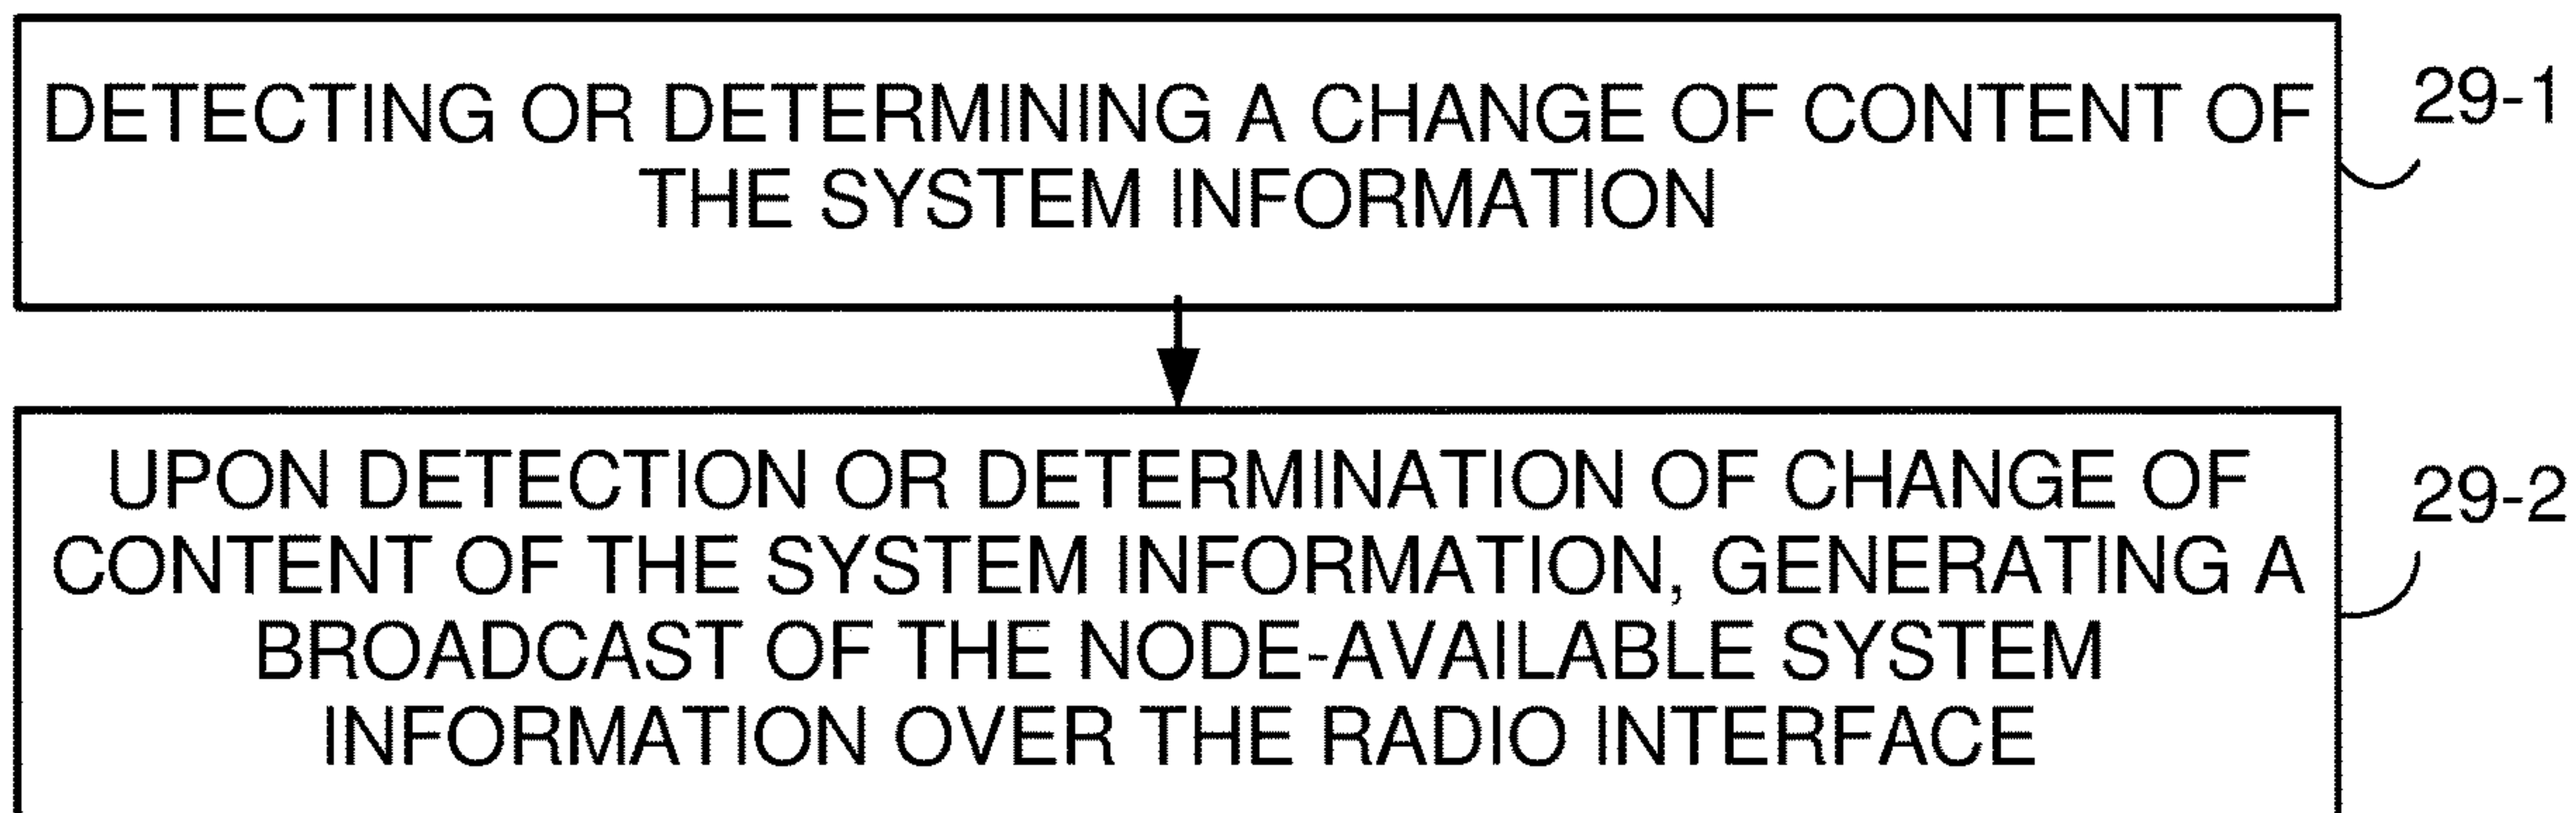 DETECTING OR DETERMINING A CHANGE OF CONTENT OF
THE SYSTEM INFORMATION
29-1
UPON DETECTION OR DETERMINATION OF CHANGE OF
CONTENT OF THE SYSTEM INFORMATION, GENERATING A
BROADCAST OF THE NODE-AVAILABLE SYSTEM
INFORMATION OVER THE RADIO INTERFACE
29-2